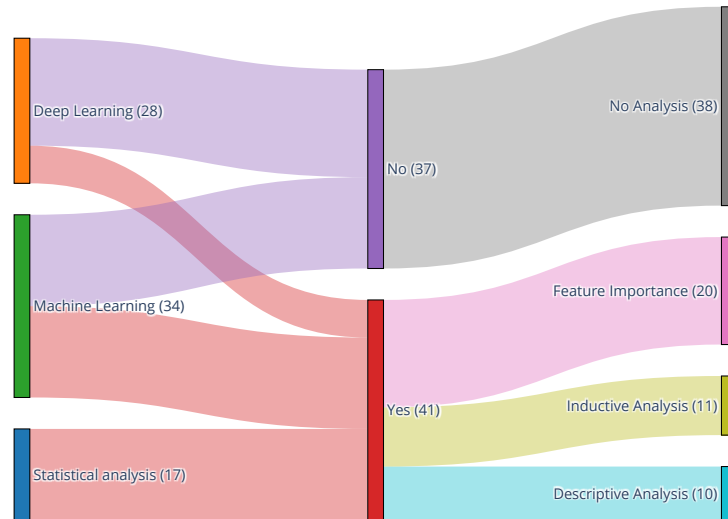 Deep Learning (28)
Machine Learning (34)
Statistical analysis (17)
No (37)
Yes (41)
No Analysis (38)
Feature Importance (20)
Inductive Analysis (11)
Descriptive Analysis (10)